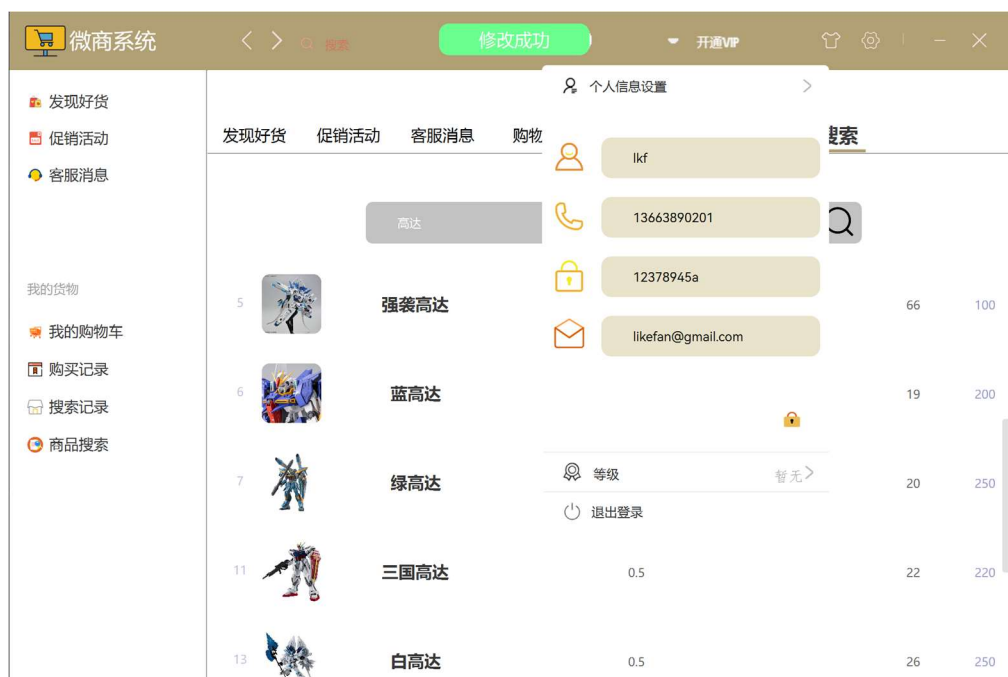 微商系统
搜索
修改成功
开通VIP
发现好货
促销活动
客服消息
我的货物
我的购物车
购买记录
搜索记录
商品搜索
发现好货 促销活动 客服消息 购物
搜索
高达
个人信息设置
lkf
13663890201
12378945a
likefan@gmail.com
等级 暂无
退出登录
5 强袭高达 66 100
6 蓝高达 19 200
7 绿高达 20 250
11 三国高达 0.5 22 220
13 白高达 0.5 26 250